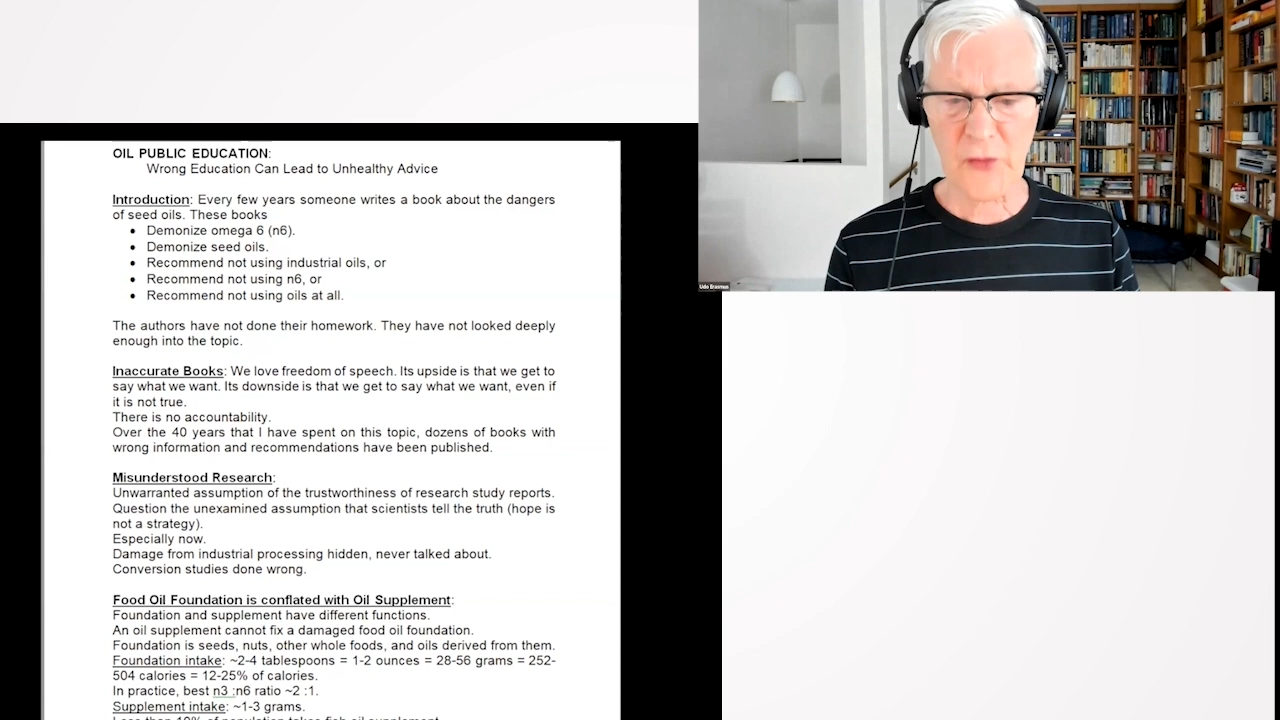 OIL PUBLIC EDUCATION:
Wrong Education Can Lead to Unhealthy Advice
Introduction: Every few years someone writes a book about the dangers
of seed oils. These books
• Demonize omega 6 (n6).
• Demonize seed oils.
• Recommend not using industrial oils, or
• Recommend not using n6, or
• Recommend not using oils at all.
The authors have not done their homework. They have not looked deeply
enough into the topic.
Inaccurate Books: We love freedom of speech. Its upside is that we get to
say what we want. Its downside is that we get to say what we want, even if
it is not true.
There is no accountability.
Over the 40 years that I have spent on this topic, dozens of books with
wrong information and recommendations have been published.
Misunderstood Research:
Unwarranted assumption of the trustworthiness of research study reports.
Question the unexamined assumption that scientists tell the truth (hope is
not a strategy).
Especially now.
Damage from industrial processing hidden, never talked about.
Conversion studies done wrong.
Food Oil Foundation is conflated with Oil Supplement:
Foundation and supplement have different functions.
An oil supplement cannot fix a damaged food oil foundation.
Foundation is seeds, nuts, other whole foods, and oils derived from them.
Foundation intake: ~2-4 tablespoons = 1-2 ounces = 28-56 grams = 252-
504 calories = 12-25% of calories.
In practice, best n3 :n6 ratio ~2 :1.
Supplement intake: ~1-3 grams.
Less than 10% of population takes fish oil supplement
Udo Erasmus